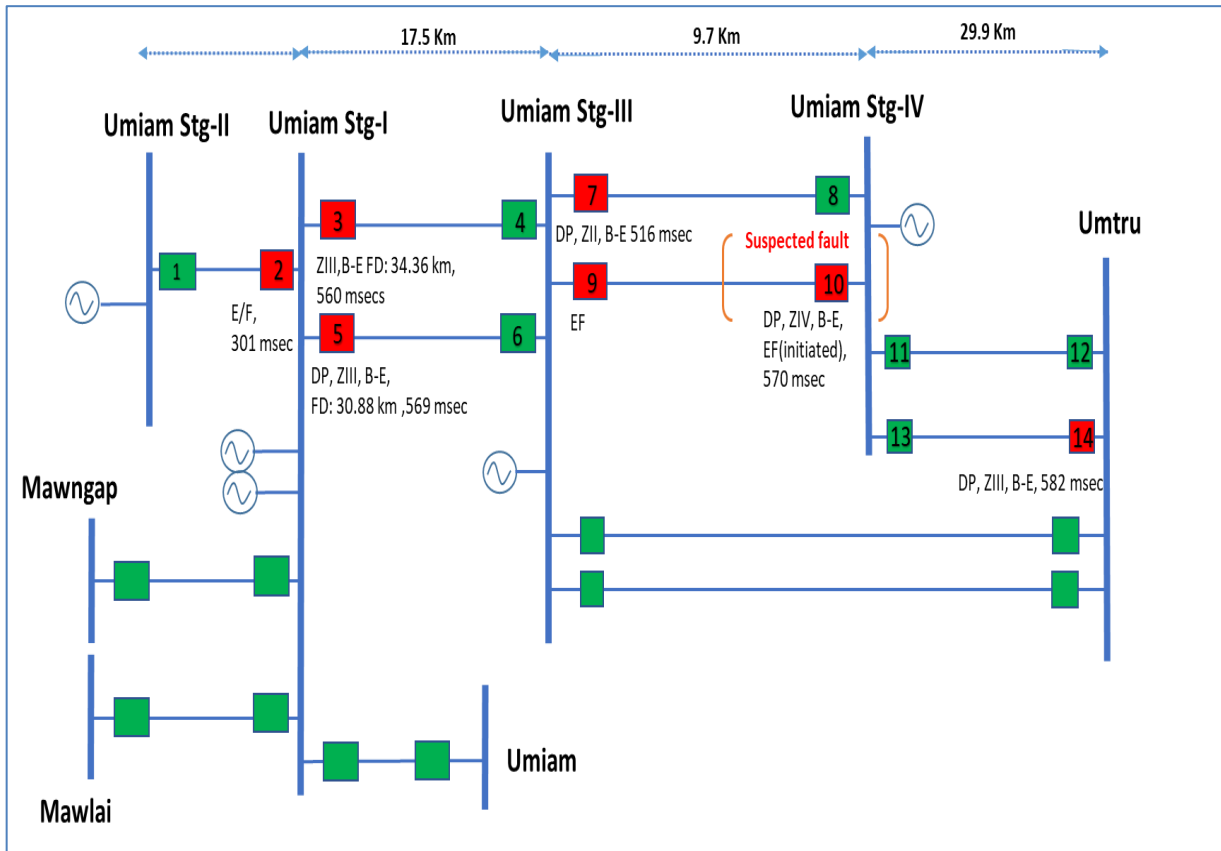 17.5 Km
9.7 Km
29.9 Km
Umiam Stg-II
Umiam Stg-I
Umiam Stg-III
Umiam Stg-IV
Umtru
1
2
3
4
5
6
7
8
9
10
11
12
13
14
E/F,
301 msec
ZIII,B-E FD: 34.36 km,
560 msecs
DP, ZIII, B-E,
FD: 30.88 km ,569 msec
DP, ZII, B-E 516 msec
EF
Suspected fault
DP, ZIV, B-E,
EF(initiated),
570 msec
DP, ZIII, B-E, 582 msec
Mawngap
Mawlai
Umiam